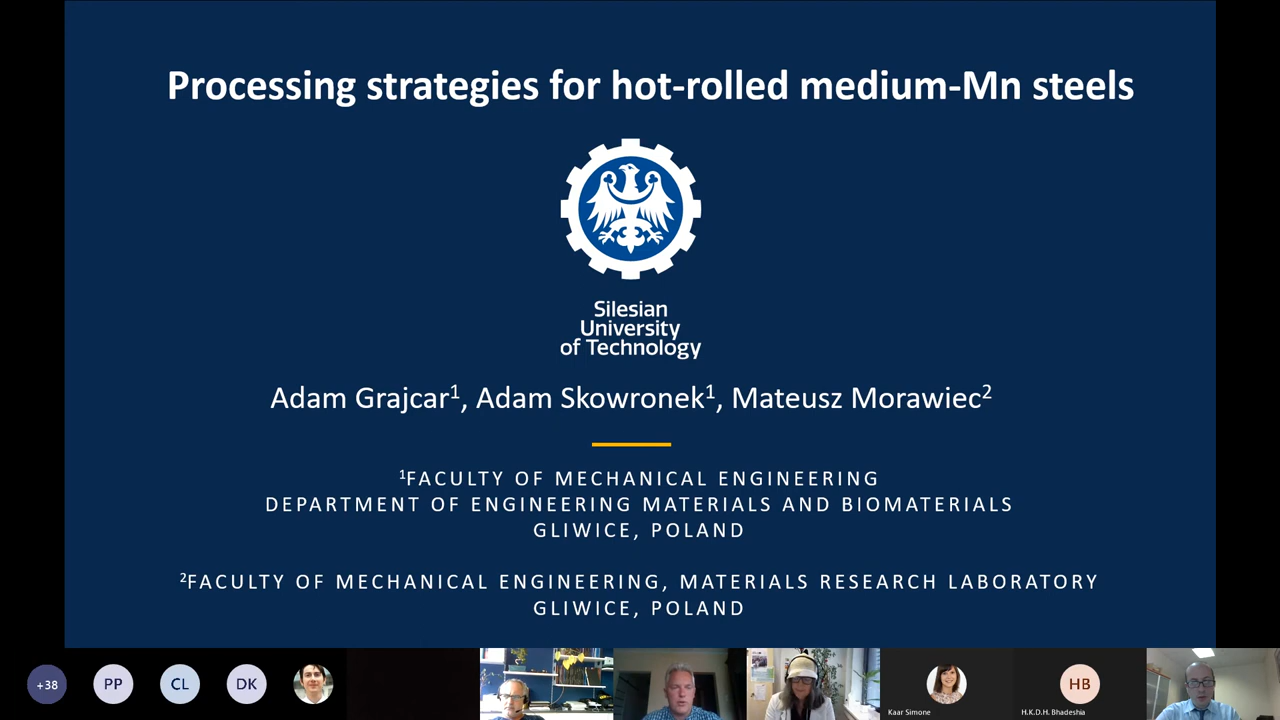 Processing strategies for hot-rolled medium-Mn steels
Silesian
University
of Technology
Adam Grajcar¹, Adam Skowronek¹, Mateusz Morawiec²
¹FACULTY OF MECHANICAL ENGINEERING
DEPARTMENT OF ENGINEERING MATERIALS AND BIOMATERIALS
GLIWICE, POLAND
²FACULTY OF MECHANICAL ENGINEERING, MATERIALS RESEARCH LABORATORY
GLIWICE, POLAND
+38
PP
CL
DK
HB
Kaar Simone
H.K.D.H. Bhadeshia